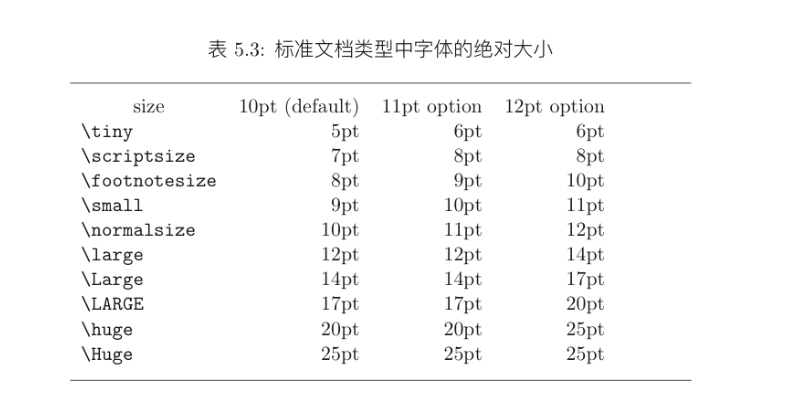 表 5.3: 标准文档类型中字体的绝对大小
size 10pt (default) 11pt option 12pt option
\tiny 5pt 6pt 6pt
\scriptsize 7pt 8pt 8pt
\footnotesize 8pt 9pt 10pt
\small 9pt 10pt 11pt
\normalsize 10pt 11pt 12pt
\large 12pt 12pt 14pt
\Large 14pt 14pt 17pt
\LARGE 17pt 17pt 20pt
\huge 20pt 20pt 25pt
\Huge 25pt 25pt 25pt